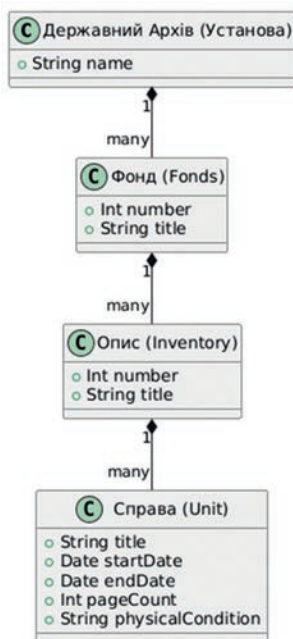 C Державний Архів (Установа)
String name
1
many
C Фонд (Fonds)
Int number
String title
1
many
C Опис (Inventory)
Int number
String title
1
many
C Справа (Unit)
String title
Date startDate
Date endDate
Int pageCount
String physicalCondition